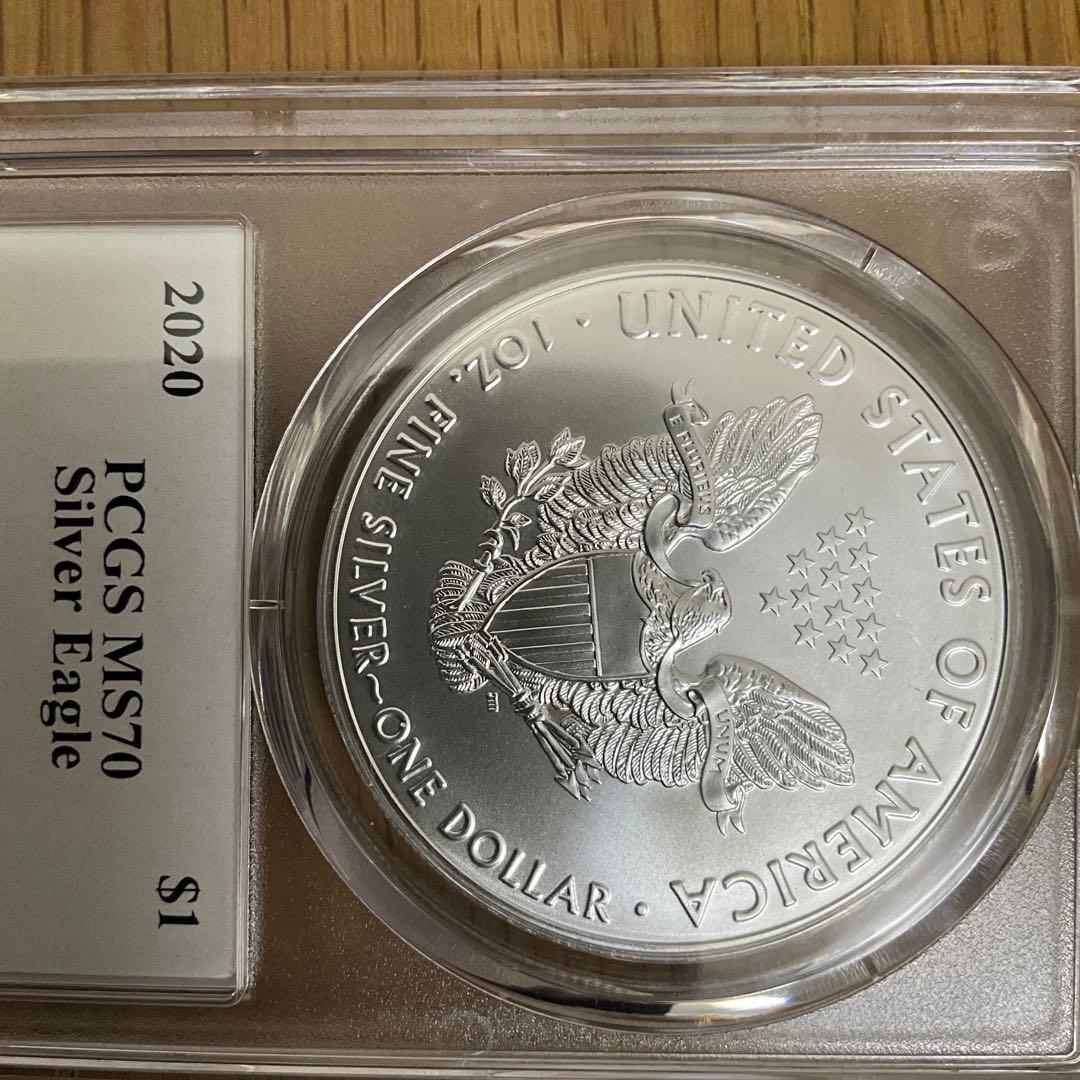 2020 $1
PCGS MS70
Silver Eagle
UNITED STATES OF AMERICA
• 1 OZ. FINE SILVER~ONE DOLLAR •
E PLURIBUS
UNUM